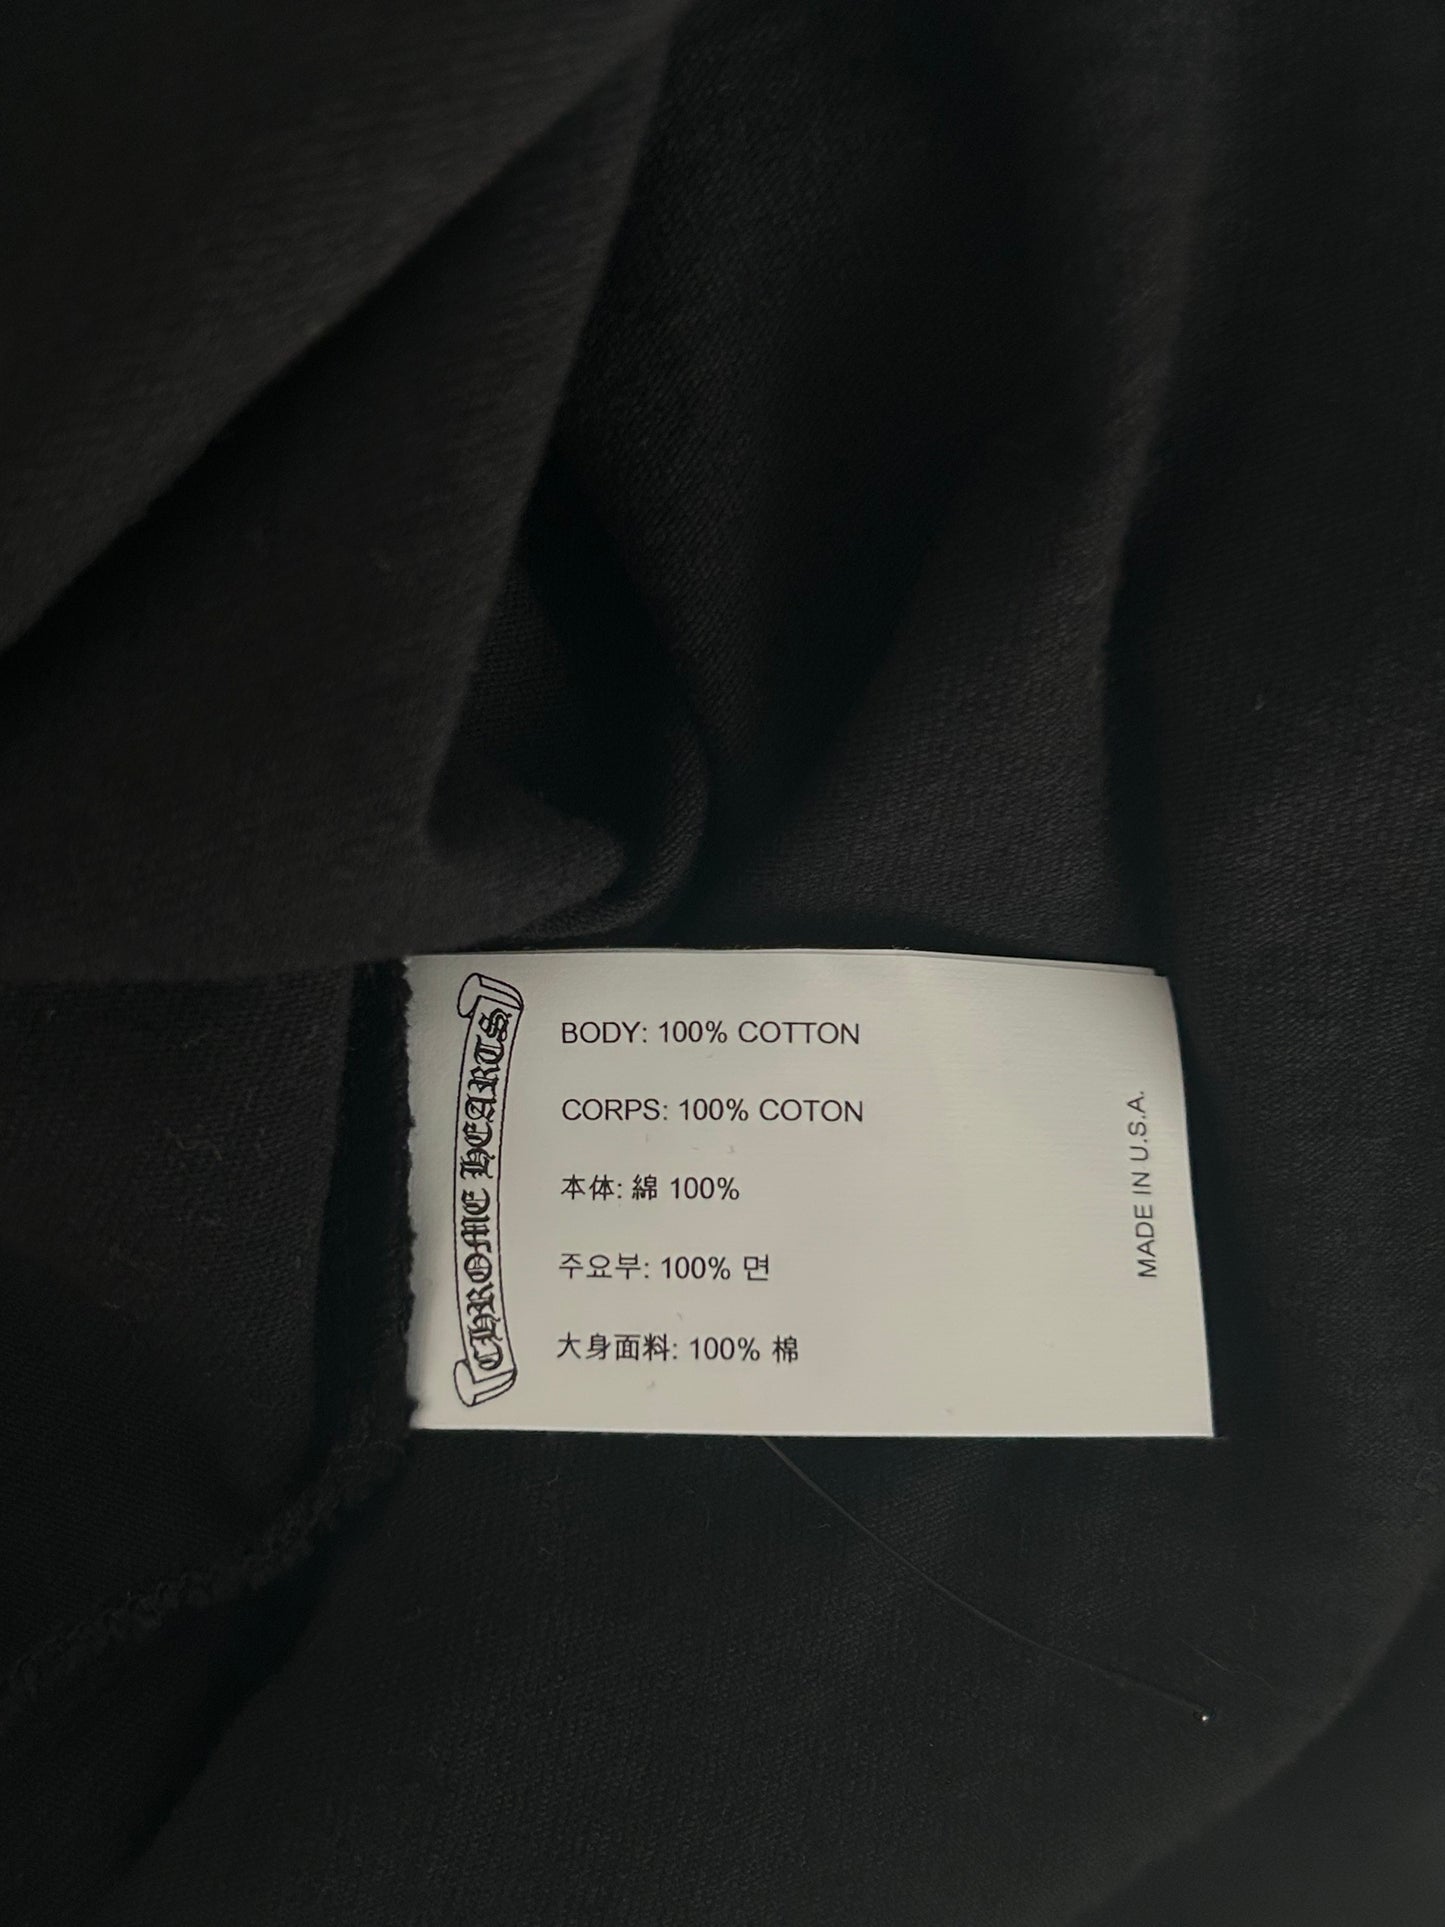 CHROME HEARTS
BODY: 100% COTTON
CORPS: 100% COTON
本体: 綿 100%
주요부: 100% 면
大身面料: 100% 棉
MADE IN U.S.A.